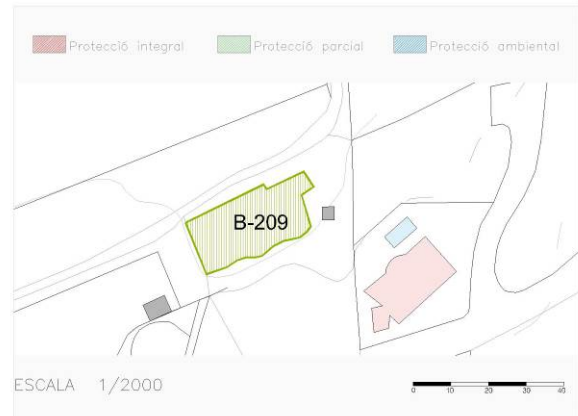 Protecció integral Protecció parcial Protecció ambiental
B-209
ESCALA 1/2000
0 10 20 30 40